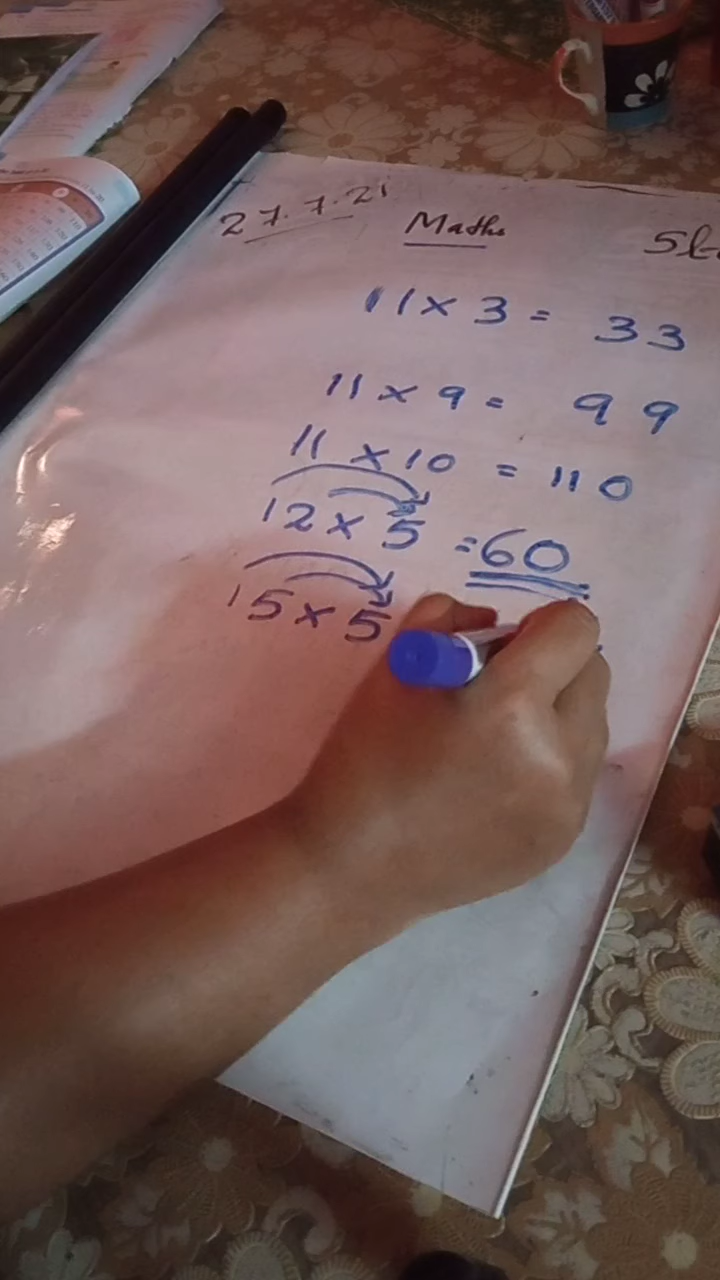 27.7.21 Maths
11 x 3 = 33
11 x 9 = 99
11 x 10 = 110
12 x 5 = 60
15 x 5